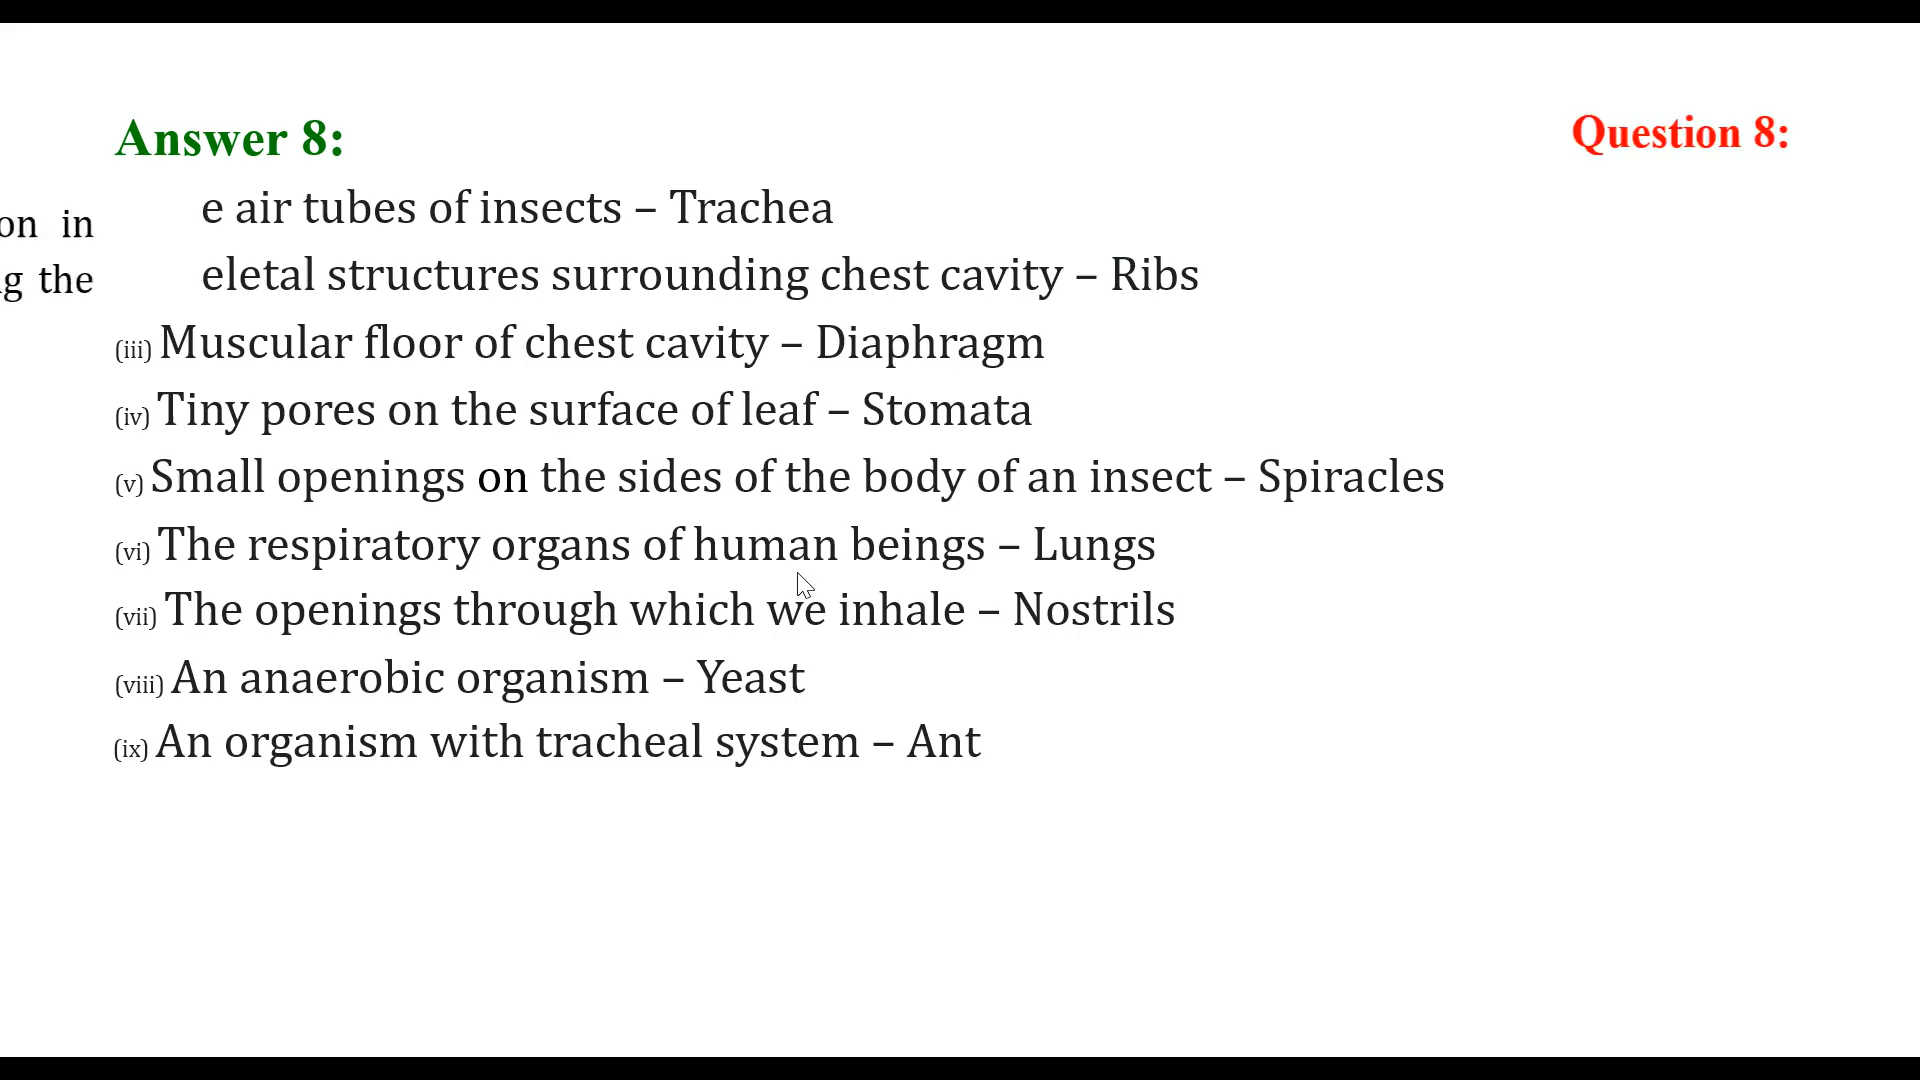 Answer 8:
Question 8:
on in
g the
e air tubes of insects – Trachea
eletal structures surrounding chest cavity – Ribs
(iii) Muscular floor of chest cavity – Diaphragm
(iv) Tiny pores on the surface of leaf – Stomata
(v) Small openings on the sides of the body of an insect – Spiracles
(vi) The respiratory organs of human beings – Lungs
(vii) The openings through which we inhale – Nostrils
(viii) An anaerobic organism – Yeast
(ix) An organism with tracheal system – Ant